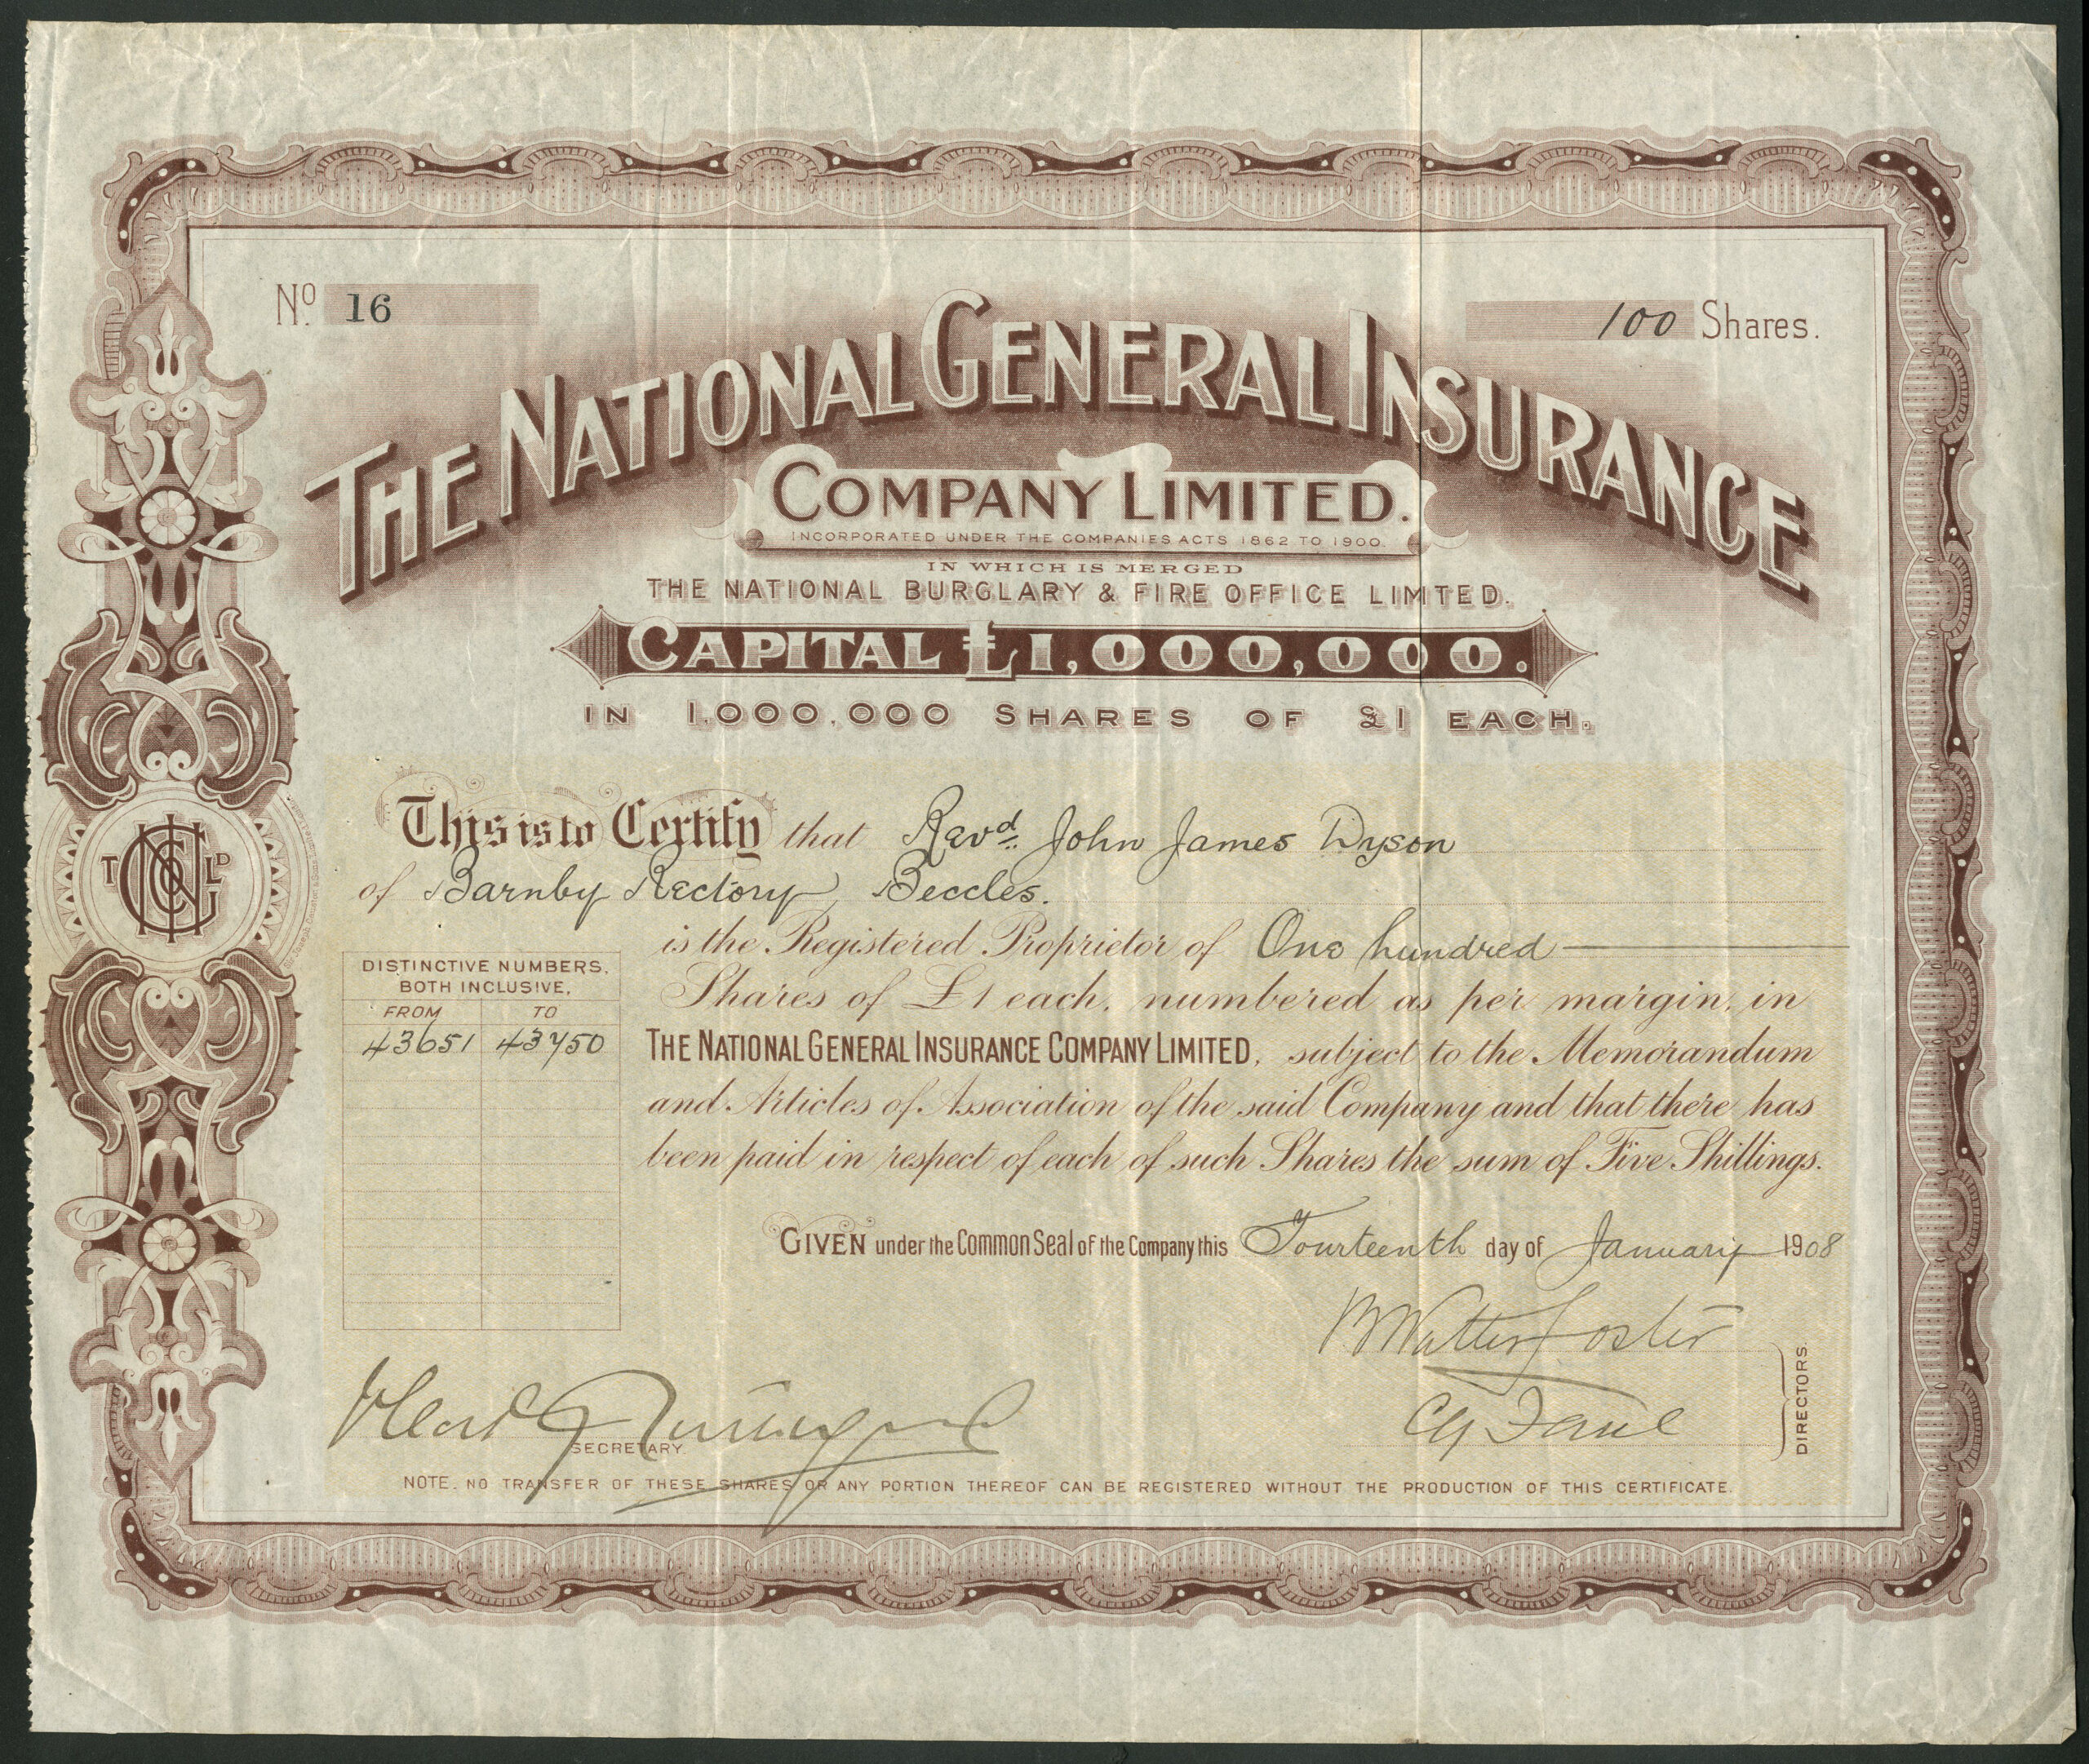 No. 16
100 Shares.
THE NATIONAL GENERAL INSURANCE
COMPANY LIMITED.
INCORPORATED UNDER THE COMPANIES ACTS 1862 TO 1900.
IN WHICH IS MERGED
THE NATIONAL BURGLARY & FIRE OFFICE LIMTED.
CAPITAL £1,000,000.
IN 1,000,000 SHARES OF £1 EACH.
This is to Certify that Revd. John James Dyson
of Barnby Rectory, Beccles.
is the Registered Proprietor of One hundred
Shares of £1 each, numbered as per margin, in
THE NATIONAL GENERAL INSURANCE COMPANY LIMITED, subject to the Memorandum
and Articles of Association of the said Company and that there has
been paid in respect of each of such Shares the sum of Five Shillings.
DISTINCTIVE NUMBERS,
BOTH INCLUSIVE,
FROM TO
43651 43750
T NGIC LD
GIVEN under the Common Seal of the Company this Fourteenth day of January 1908
B Walter Foster
DIRECTORS.
SECRETARY.
NOTE. NO TRANSFER OF THESE SHARES OR ANY PORTION THEREOF CAN BE REGISTERED WITHOUT THE PRODUCTION OF THIS CERTIFICATE.